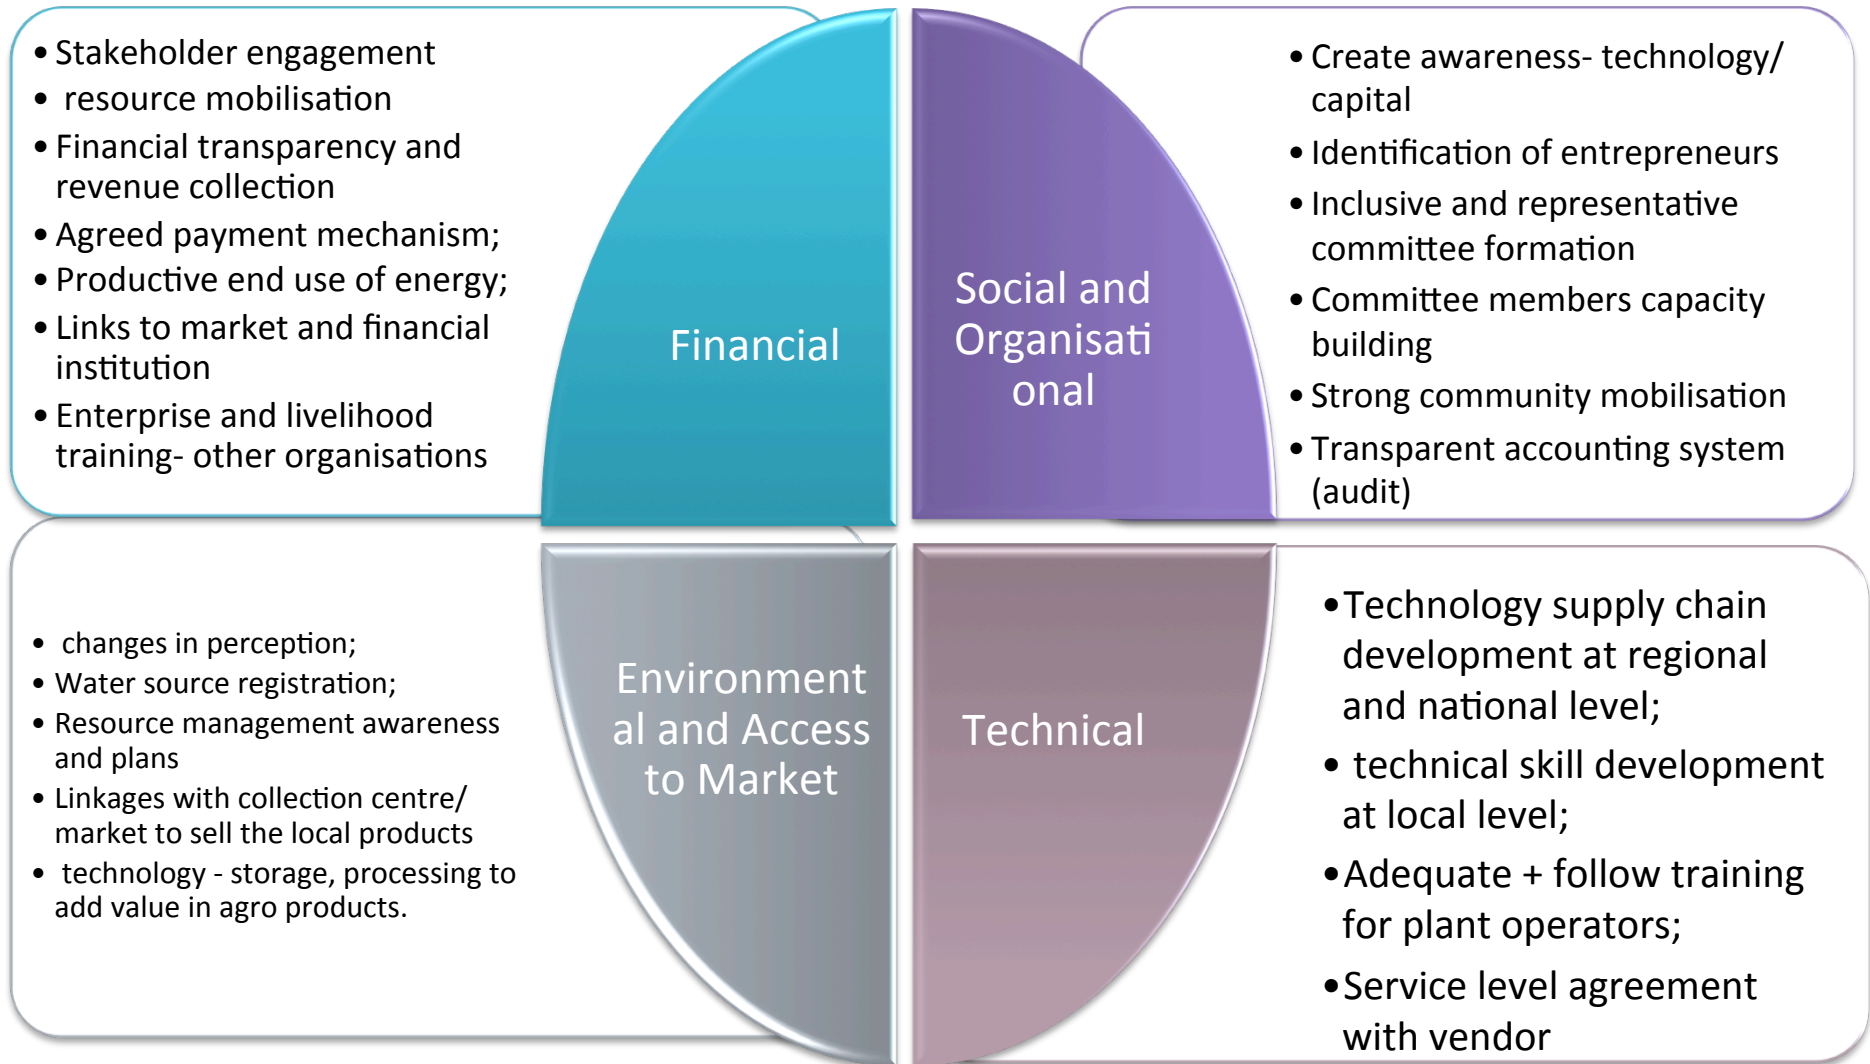 • Stakeholder engagement
• resource mobilisation
• Financial transparency and
revenue collection
• Agreed payment mechanism;
• Productive end use of energy;
• Links to market and financial
institution
• Enterprise and livelihood
training- other organisations
Financial
Social and
Organisati
onal
• Create awareness- technology/
capital
• Identification of entrepreneurs
• Inclusive and representative
committee formation
• Committee members capacity
building
• Strong community mobilisation
• Transparent accounting system
(audit)
• changes in perception;
• Water source registration;
• Resource management awareness
and plans
• Linkages with collection centre/
market to sell the local products
• technology - storage, processing to
add value in agro products.
Environment
al and Access
to Market
Technical
• Technology supply chain
development at regional
and national level;
• technical skill development
at local level;
• Adequate + follow training
for plant operators;
• Service level agreement
with vendor